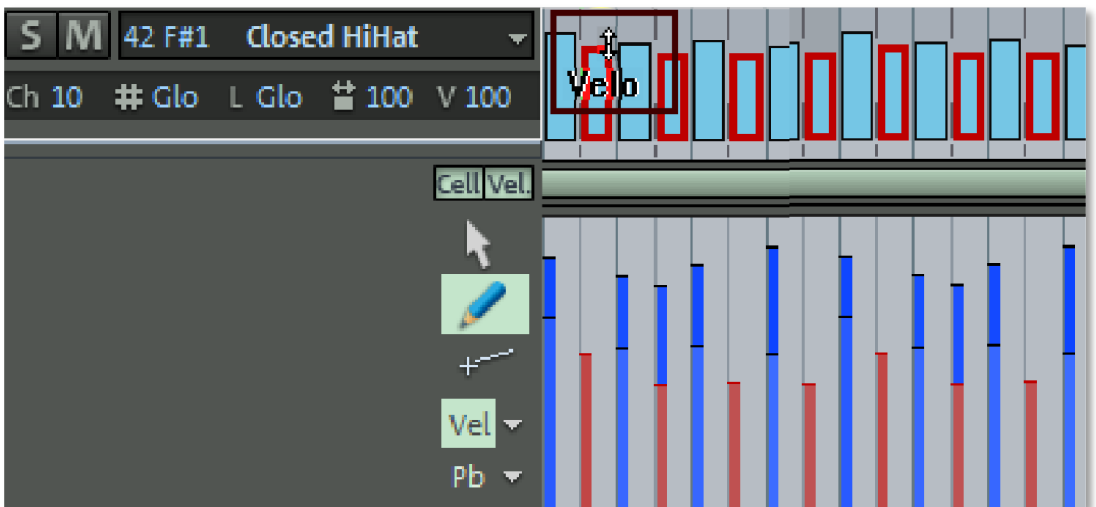 S M 42 F#1 Closed HiHat
Velo
Ch 10 # Glo L Glo 100 V 100
Cell Vel.
Vel
Pb